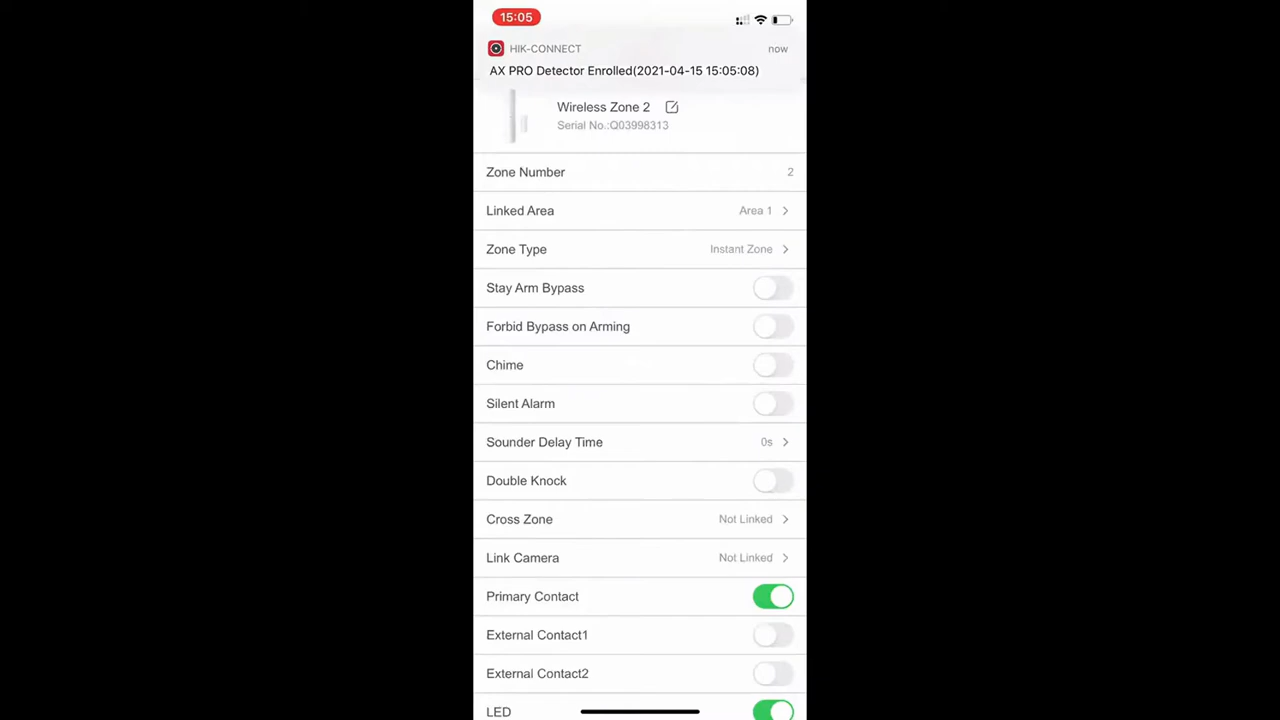 15:05
HIK-CONNECT now
AX PRO Detector Enrolled(2021-04-15 15:05:08)
Wireless Zone 2
Serial No.:Q03998313
Zone Number 2
Linked Area Area 1
Zone Type Instant Zone
Stay Arm Bypass
Forbid Bypass on Arming
Chime
Silent Alarm
Sounder Delay Time 0s
Double Knock
Cross Zone Not Linked
Link Camera Not Linked
Primary Contact
External Contact1
External Contact2
LED